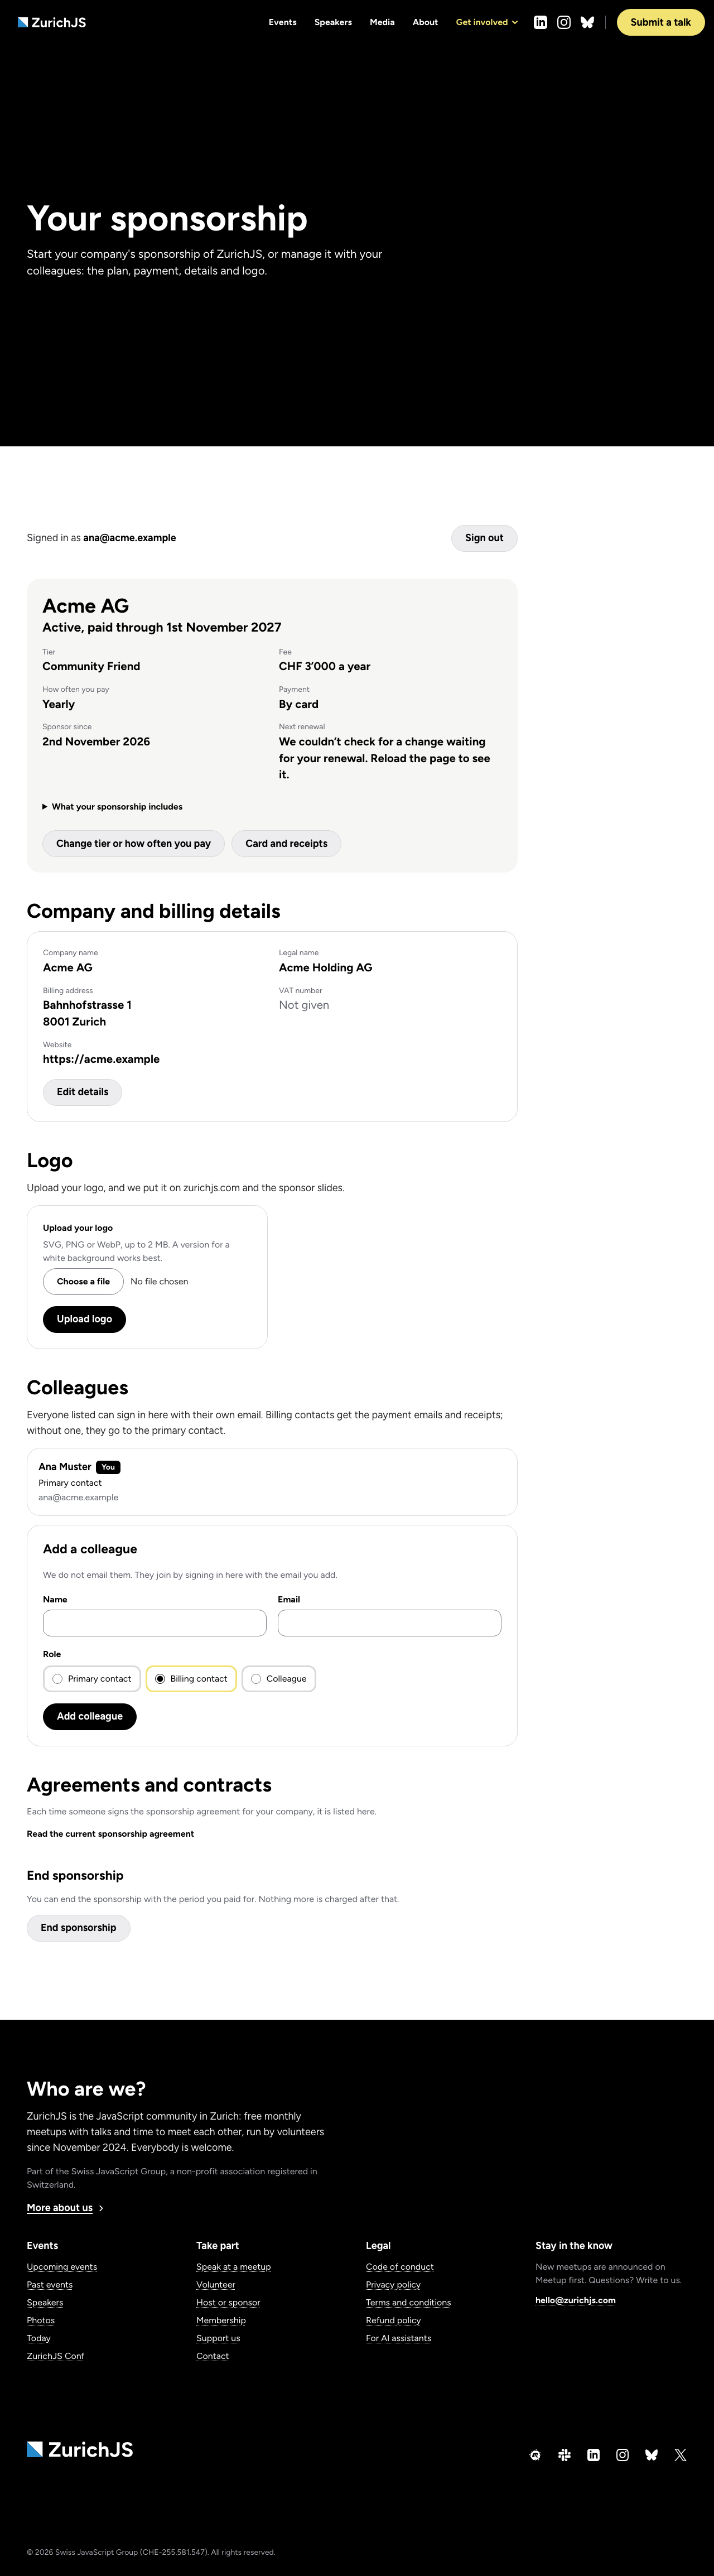 ZurichJS
Events
Speakers
Media
About
Get involved
Submit a talk
Your sponsorship
Start your company's sponsorship of ZurichJS, or manage it with your
colleagues: the plan, payment, details and logo.
Signed in as ana@acme.example
Sign out
Acme AG
Active, paid through 1st November 2027
Tier
Community Friend
Fee
CHF 3’000 a year
How often you pay
Yearly
Payment
By card
Sponsor since
2nd November 2026
Next renewal
We couldn’t check for a change waiting
for your renewal. Reload the page to see
it.
What your sponsorship includes
Change tier or how often you pay
Card and receipts
Company and billing details
Company name
Acme AG
Legal name
Acme Holding AG
Billing address
Bahnhofstrasse 1
8001 Zurich
VAT number
Not given
Website
https://acme.example
Edit details
Logo
Upload your logo, and we put it on zurichjs.com and the sponsor slides.
Upload your logo
SVG, PNG or WebP, up to 2 MB. A version for a
white background works best.
Choose a file
No file chosen
Upload logo
Colleagues
Everyone listed can sign in here with their own email. Billing contacts get the payment emails and receipts;
without one, they go to the primary contact.
Ana Muster You
Primary contact
ana@acme.example
Add a colleague
We do not email them. They join by signing in here with the email you add.
Name
Email
Role
Primary contact
Billing contact
Colleague
Add colleague
Agreements and contracts
Each time someone signs the sponsorship agreement for your company, it is listed here.
Read the current sponsorship agreement
End sponsorship
You can end the sponsorship with the period you paid for. Nothing more is charged after that.
End sponsorship
Who are we?
ZurichJS is the JavaScript community in Zurich: free monthly
meetups with talks and time to meet each other, run by volunteers
since November 2024. Everybody is welcome.
Part of the Swiss JavaScript Group, a non-profit association registered in
Switzerland.
More about us
Events
Upcoming events
Past events
Speakers
Photos
Today
ZurichJS Conf
Take part
Speak at a meetup
Volunteer
Host or sponsor
Membership
Support us
Contact
Legal
Code of conduct
Privacy policy
Terms and conditions
Refund policy
For AI assistants
Stay in the know
New meetups are announced on
Meetup first. Questions? Write to us.
hello@zurichjs.com
ZurichJS
© 2026 Swiss JavaScript Group (CHE-255.581.547). All rights reserved.